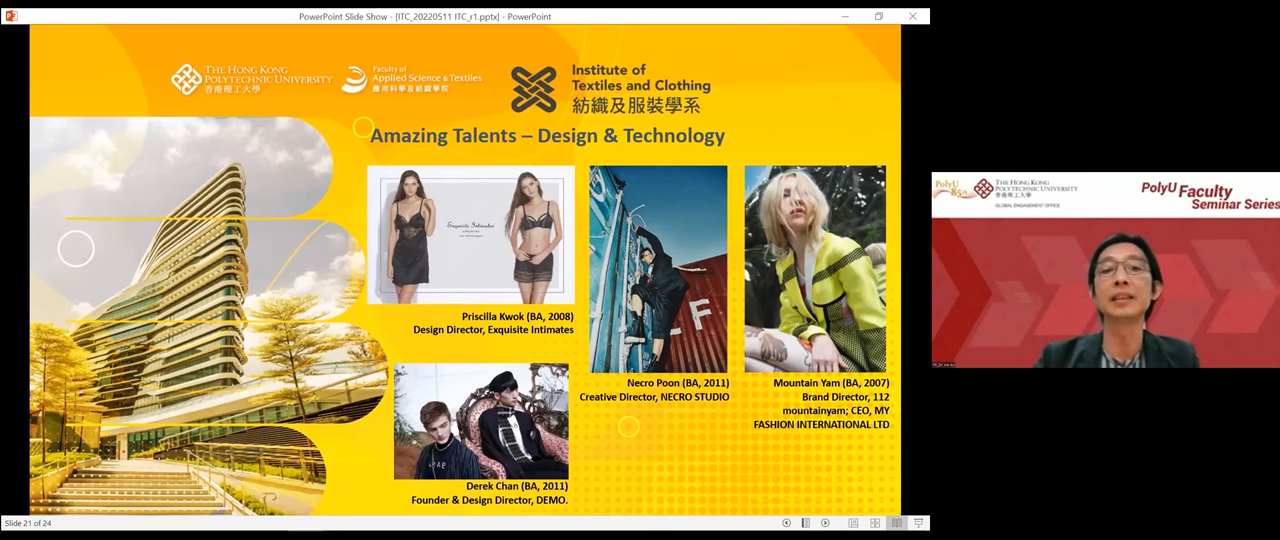 PowerPoint Slide Show - [ITC_20220511 ITC_r1.pptx] - PowerPoint
THE HONG KONG
POLYTECHNIC UNIVERSITY
香港理工大學
Faculty of
Applied Science & Textiles
應用科學及紡織學院
Institute of
Textiles and Clothing
紡織及服裝學系
Amazing Talents – Design & Technology
Exquisite Intimates
Priscilla Kwok (BA, 2008)
Design Director, Exquisite Intimates
Necro Poon (BA, 2011)
Creative Director, NECRO STUDIO
Mountain Yam (BA, 2007)
Brand Director, 112
mountainyam; CEO, MY
FASHION INTERNATIONAL LTD
Derek Chan (BA, 2011)
Founder & Design Director, DEMO.
Slide 21 of 24
PolyU
85th
THE HONG KONG
POLYTECHNIC UNIVERSITY
香港理工大學
GLOBAL ENGAGEMENT OFFICE
PolyU Faculty
Seminar Series